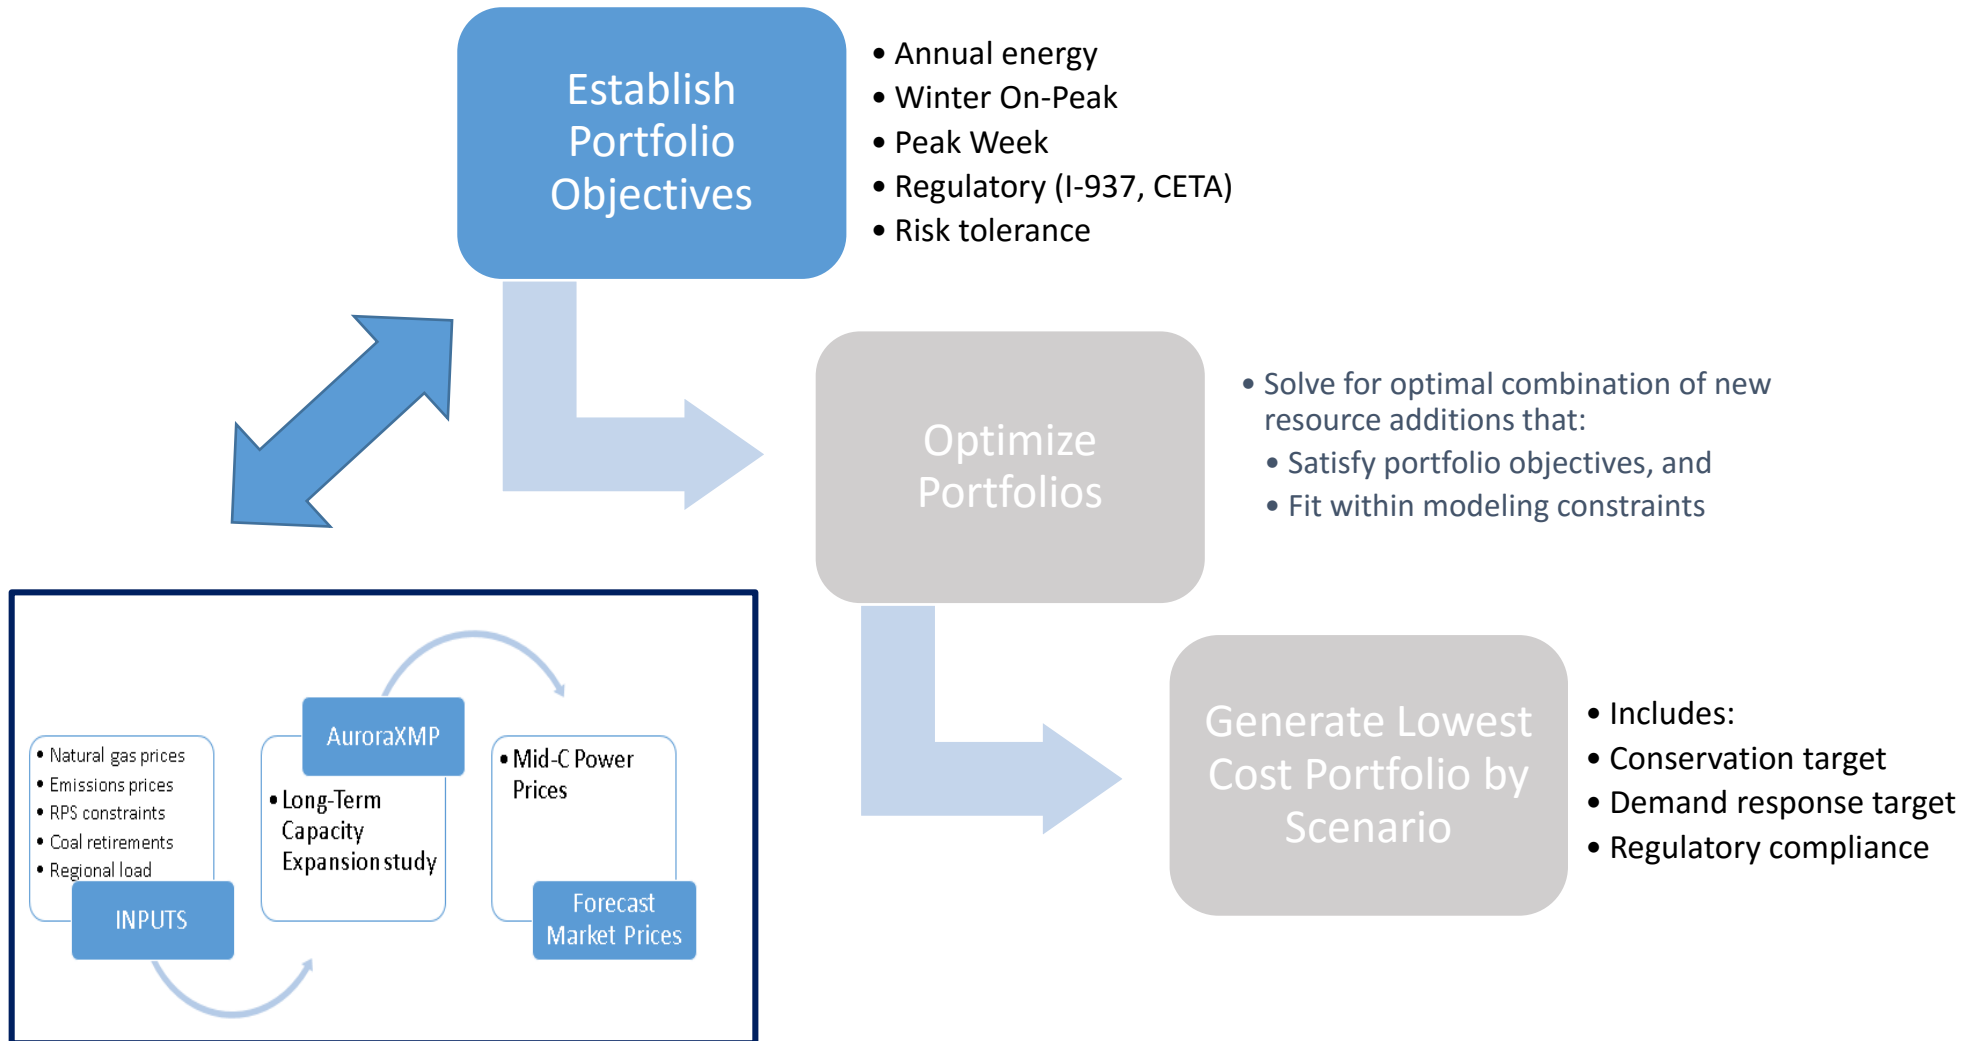 Establish
Portfolio
Objectives
• Annual energy
• Winter On-Peak
• Peak Week
• Regulatory (I-937, CETA)
• Risk tolerance
Optimize
Portfolios
• Solve for optimal combination of new
resource additions that:
• Satisfy portfolio objectives, and
• Fit within modeling constraints
Generate Lowest
Cost Portfolio by
Scenario
• Includes:
• Conservation target
• Demand response target
• Regulatory compliance
• Natural gas prices
• Emissions prices
• RPS constraints
• Coal retirements
• Regional load
INPUTS
AuroraXMP
• Long-Term
Capacity
Expansion study
• Mid-C Power
Prices
Forecast
Market Prices